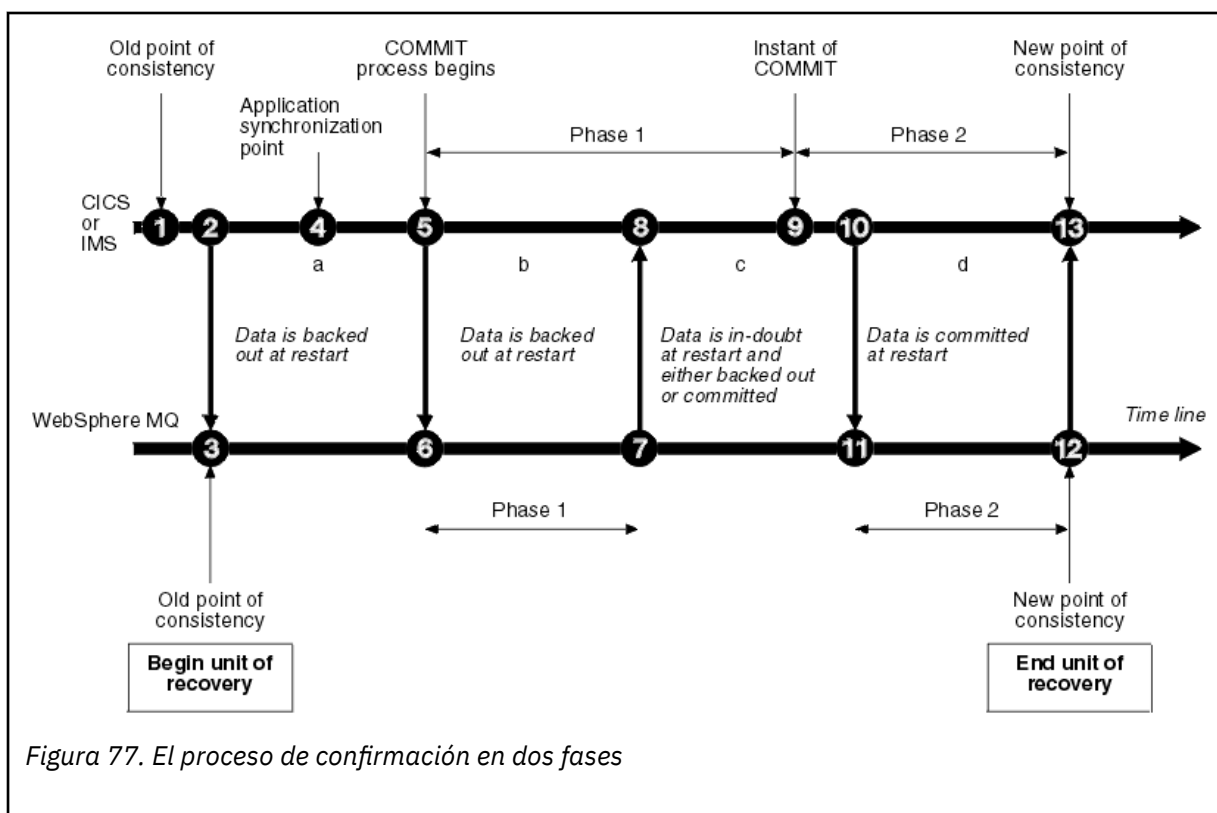 Old point of
consistency
COMMIT
process begins
Instant of
COMMIT
New point of
consistency
Application
synchronization
point
Phase 1
Phase 2
CICS
or
IMS
1
2
4
5
8
9
10
13
a
b
c
d
Data is backed
out at restart
Data is backed
out at restart
Data is in-doubt
at restart and
either backed out
or committed
Data is committed
at restart
WebSphere MQ
Time line
3
6
7
11
12
Phase 1
Phase 2
Old point of
consistency
New point of
consistency
Begin unit of
recovery
End unit of
recovery
Figura 77. El proceso de confirmación en dos fases